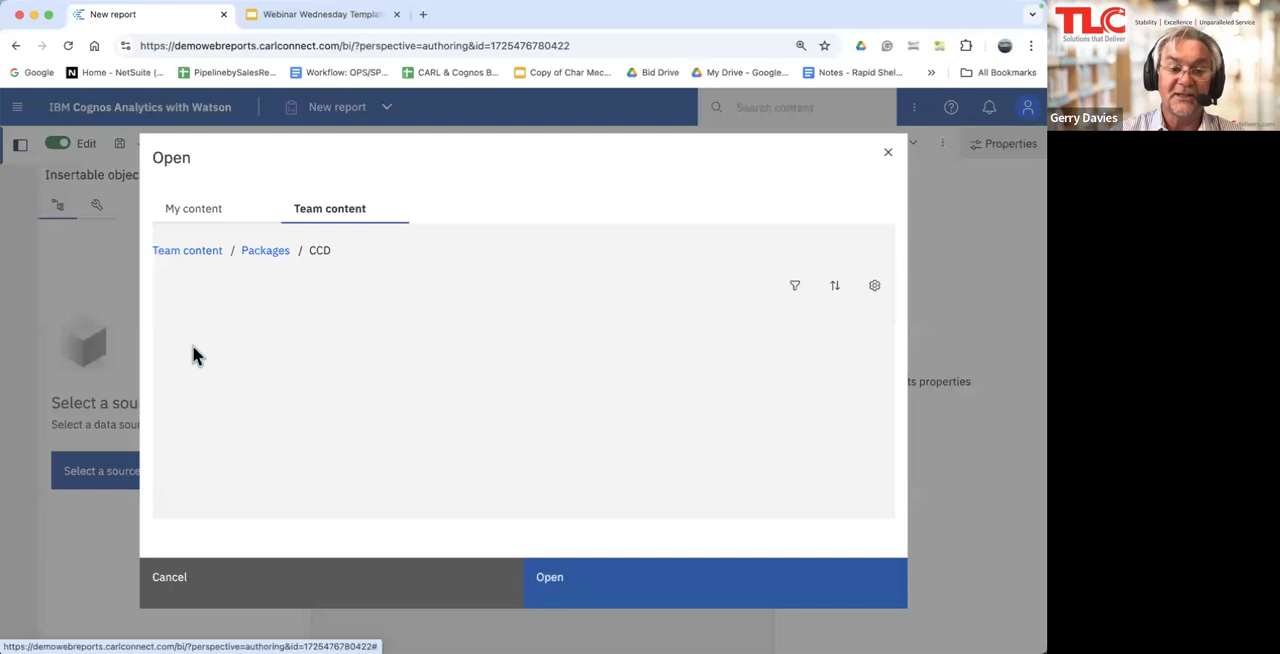 New report
Webinar Wednesday Templat
https://demowebreports.carlconnect.com/bi/?perspective=authoring&id=1725476780422
Google
Home - NetSuite (...
PipelinebySalesRe...
Workflow: OPS/SP...
CARL & Cognos B...
Copy of Char Mec...
Bid Drive
My Drive - Google...
Notes - Rapid Shel...
»
All Bookmarks
IBM Cognos Analytics with Watson
New report
Search content
Edit
Properties
Insertable objec
Open
My content
Team content
Team content / Packages / CCD
Select a sou
Select a data sour
Select a source
ts properties
Cancel
Open
https://demowebreports.carlconnect.com/bi/?perspective=authoring&id=1725476780422#
TLC
Solutions that Deliver
Stability | Excellence | Unparalleled Service
Gerry Davies